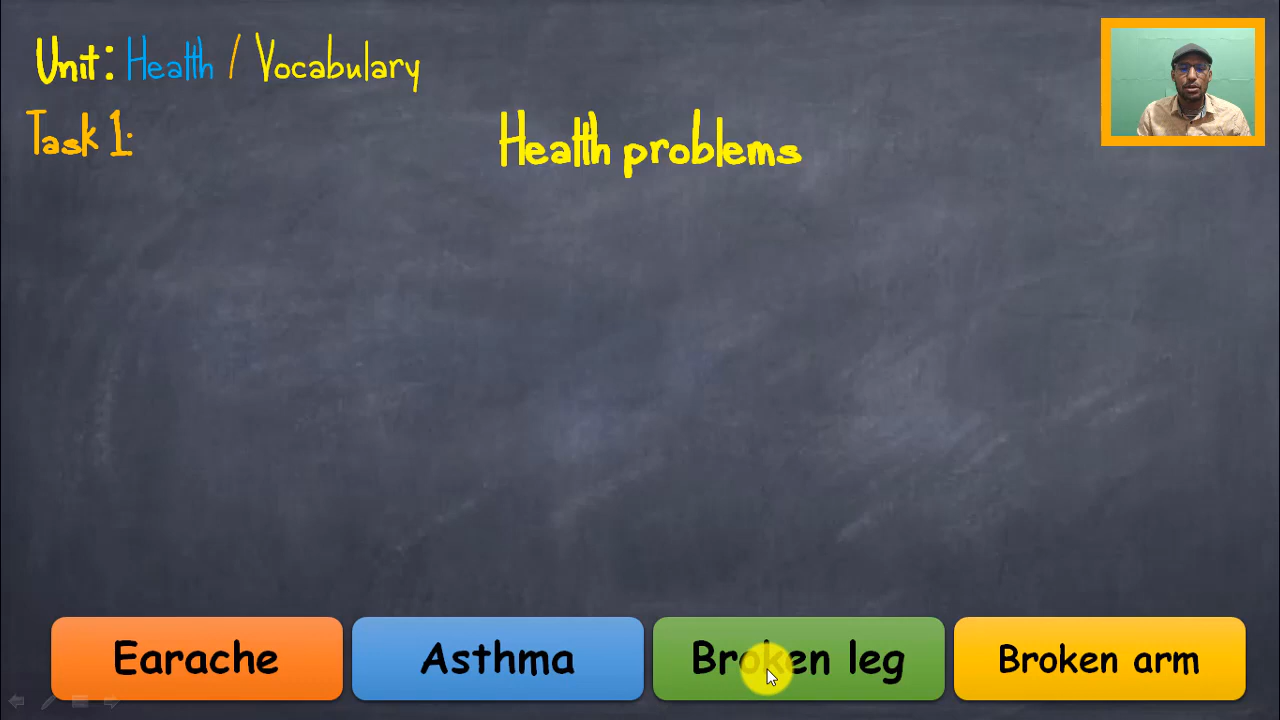 Unit: Health / Vocabulary
Task 1:
Health problems
Earache
Asthma
Broken leg
Broken arm